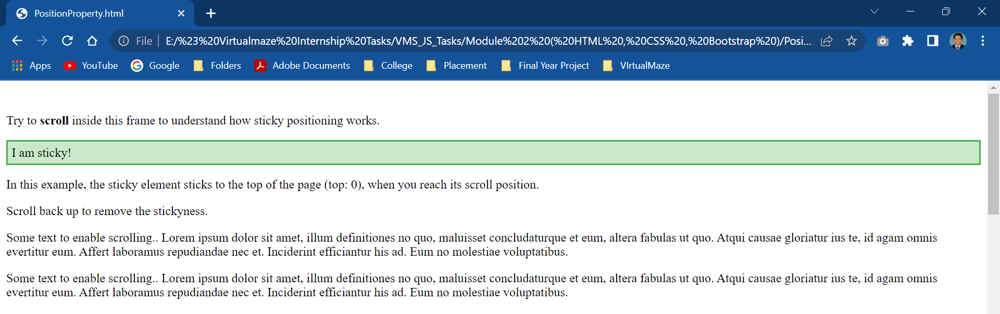 PositionProperty.html
File
E:/%23%20Virtualmaze%20Internship%20Tasks/VMS_JS_Tasks/Module%202%20(%20HTML%20,%20CSS%20,%20Bootstrap%20)/Posi...
Apps YouTube Google Folders Adobe Documents College Placement Final Year Project VIrtualMaze
Try to scroll inside this frame to understand how sticky positioning works.
I am sticky!
In this example, the sticky element sticks to the top of the page (top: 0), when you reach its scroll position.
Scroll back up to remove the stickyness.
Some text to enable scrolling.. Lorem ipsum dolor sit amet, illum definitiones no quo, maluisset concludaturque et eum, altera fabulas ut quo. Atqui causae gloriatur ius te, id agam omnis
evertitur eum. Affert laboramus repudiandae nec et. Inciderint efficiantur his ad. Eum no molestiae voluptatibus.
Some text to enable scrolling.. Lorem ipsum dolor sit amet, illum definitiones no quo, maluisset concludaturque et eum, altera fabulas ut quo. Atqui causae gloriatur ius te, id agam omnis
evertitur eum. Affert laboramus repudiandae nec et. Inciderint efficiantur his ad. Eum no molestiae voluptatibus.